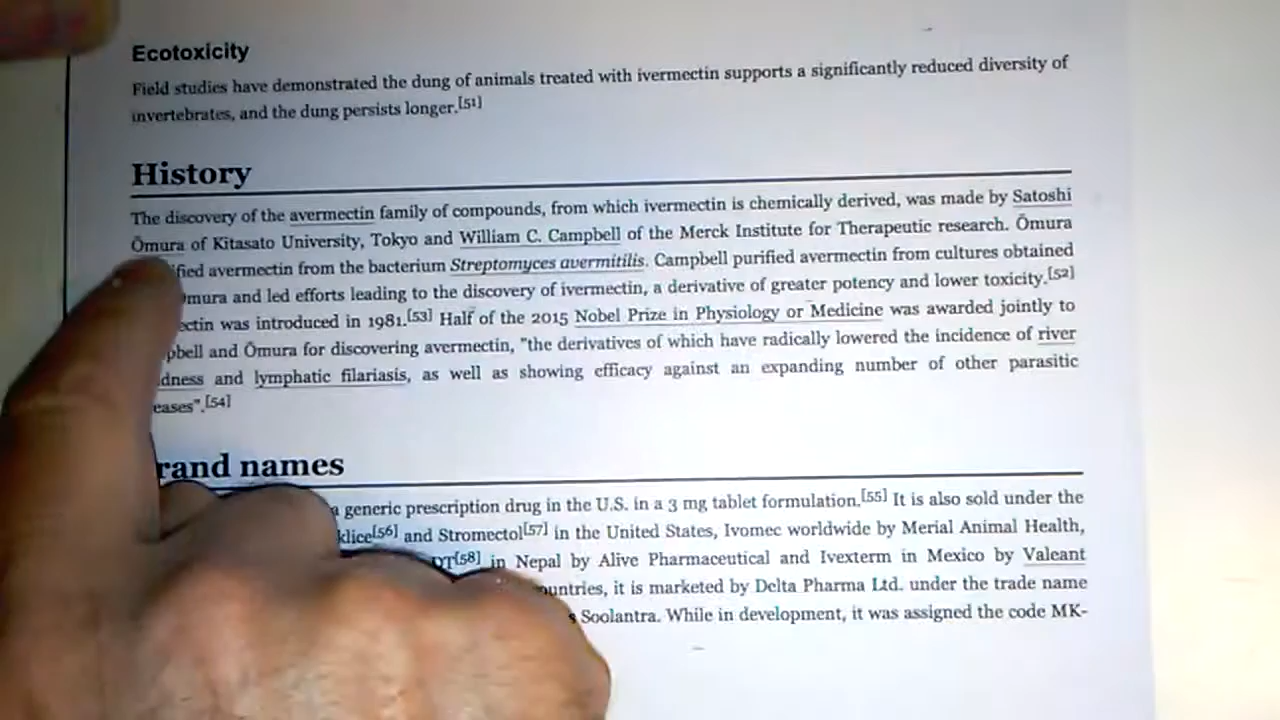 Ecotoxicity
Field studies have demonstrated the dung of animals treated with ivermectin supports a significantly reduced diversity of
invertebrates, and the dung persists longer.[51]
History
The discovery of the avermectin family of compounds, from which ivermectin is chemically derived, was made by Satoshi
Ōmura of Kitasato University, Tokyo and William C. Campbell of the Merck Institute for Therapeutic research. Ōmura
avermectin from the bacterium Streptomyces avermitilis. Campbell purified avermectin from cultures obtained
and led efforts leading to the discovery of ivermectin, a derivative of greater potency and lower toxicity.[52]
was introduced in 1981.[53] Half of the 2015 Nobel Prize in Physiology or Medicine was awarded jointly to
and Ōmura for discovering avermectin, "the derivatives of which have radically lowered the incidence of river
and lymphatic filariasis, as well as showing efficacy against an expanding number of other parasitic
[54]
names
a generic prescription drug in the U.S. in a 3 mg tablet formulation.[55] It is also sold under the
[56] and Stromectol[57] in the United States, Ivomec worldwide by Merial Animal Health,
[58] in Nepal by Alive Pharmaceutical and Ivexterm in Mexico by Valeant
it is marketed by Delta Pharma Ltd. under the trade name
Soolantra. While in development, it was assigned the code MK-